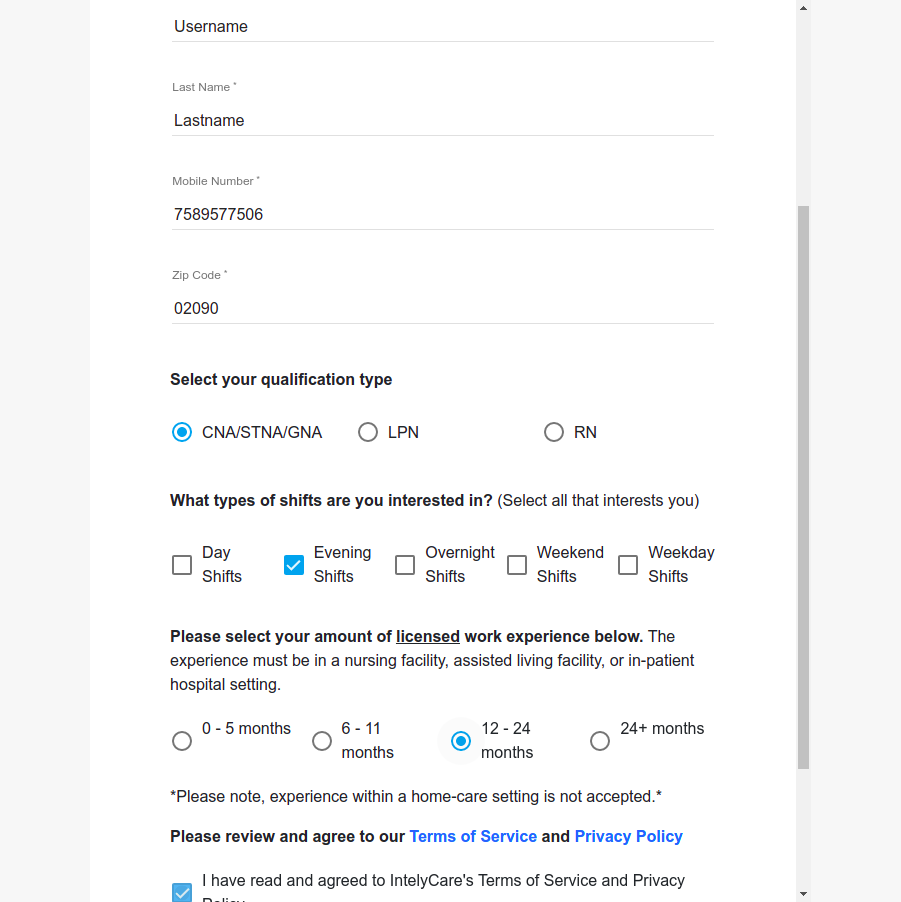 Username
Last Name *
Lastname
Mobile Number *
7589577506
Zip Code *
02090
Select your qualification type
CNA/STNA/GNA LPN RN
What types of shifts are you interested in? (Select all that interests you)
Day Shifts
Evening Shifts
Overnight Shifts
Weekend Shifts
Weekday Shifts
Please select your amount of licensed work experience below. The
experience must be in a nursing facility, assisted living facility, or in-patient
hospital setting.
0 - 5 months
6 - 11 months
12 - 24 months
24+ months
*Please note, experience within a home-care setting is not accepted.*
Please review and agree to our Terms of Service and Privacy Policy
I have read and agreed to IntelyCare's Terms of Service and Privacy
Policy